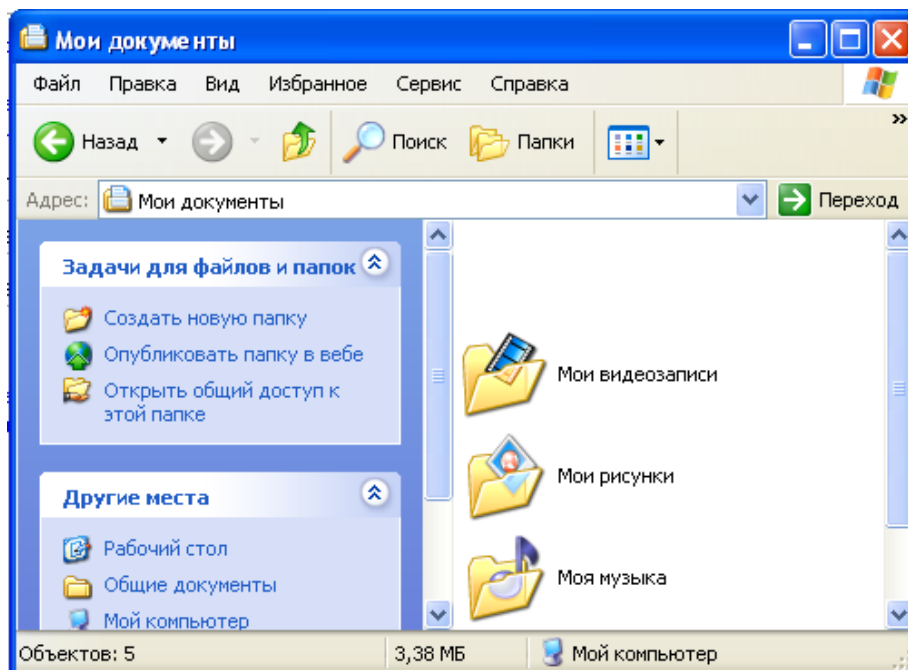 Мои документы
Файл Правка Вид Избранное Сервис Справка
Назад Поиск Папки »
Адрес: Мои документы Переход
Задачи для файлов и папок
Создать новую папку
Опубликовать папку в вебе
Открыть общий доступ к
этой папке
Другие места
Рабочий стол
Общие документы
Мой компьютер
Мои видеозаписи
Мои рисунки
Моя музыка
Объектов: 5 3,38 МБ Мой компьютер